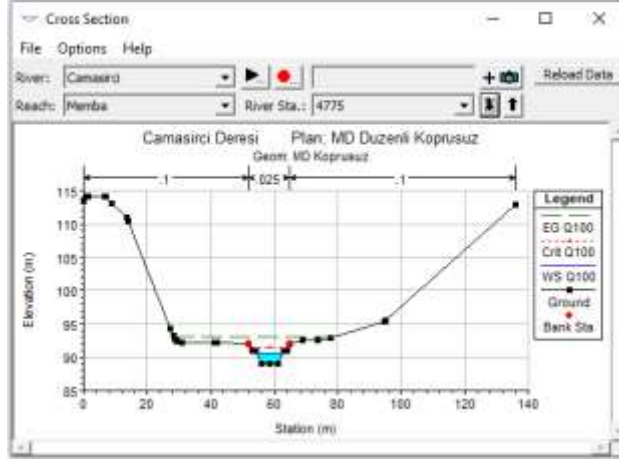 Cross Section
File Options Help
River: Camasirci
Reload Data
Reach: Memba River Sta.: 4775
Camasirci Deresi Plan: MD Duzenli Koprusuz
Geom: MD Koprusuz
.1 .025 .1
Legend
EG Q100
Crit Q100
WS Q100
Ground
Bank Sta
115
110
105
100
95
90
85
Elevation (m)
0 20 40 60 80 100 120 140
Station (m)